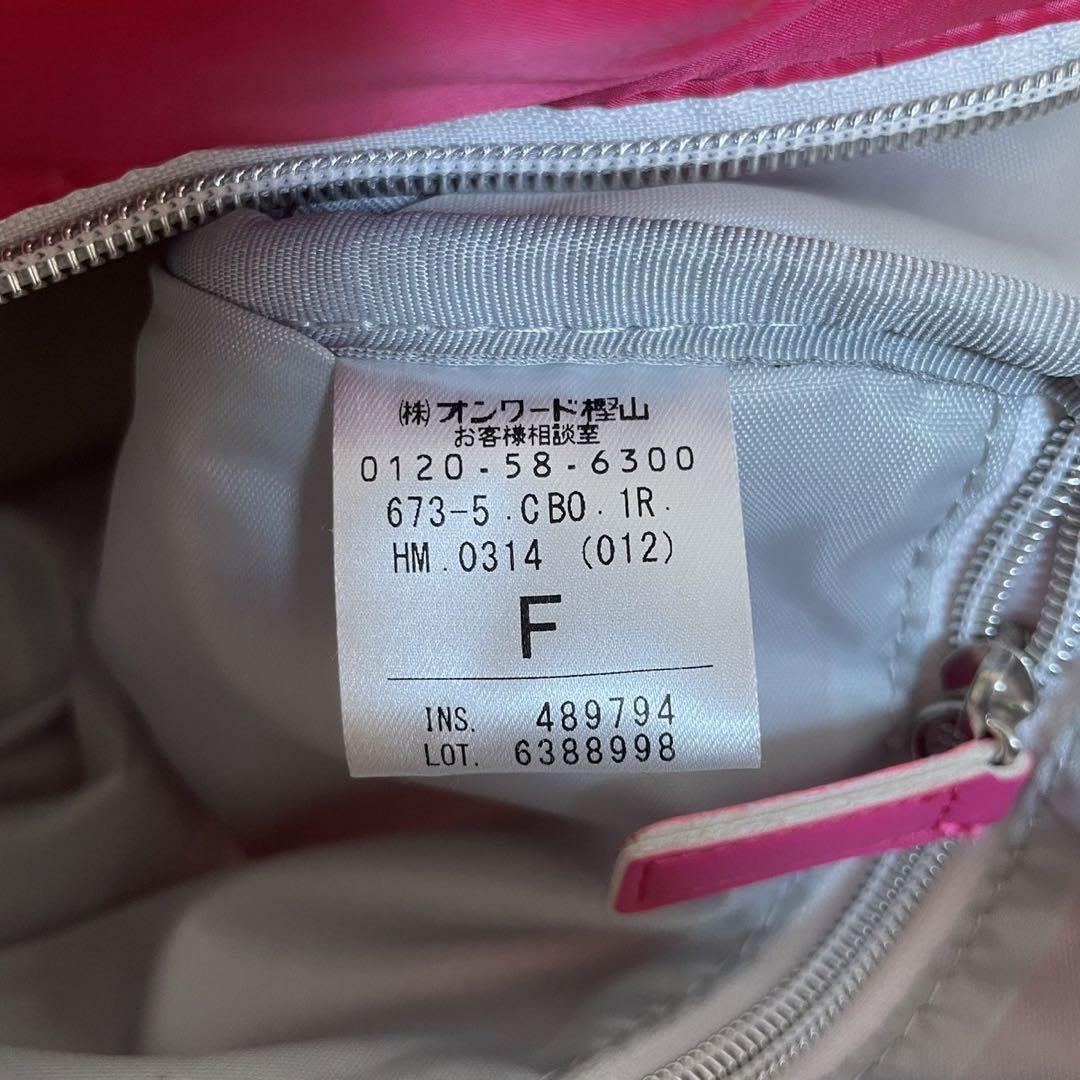 ㈱オンワード樫山
お客様相談室
0120-58-6300
673-5.CBO.1R.
HM.0314 (012)
F
INS. 489794
LOT. 6388998